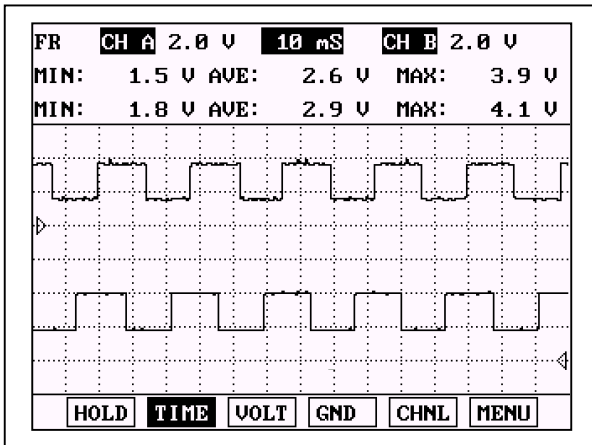 FR CH A 2.0 V 10 mS CH B 2.0 V
MIN: 1.5 V AVE: 2.6 V MAX: 3.9 V
MIN: 1.8 V AVE: 2.9 V MAX: 4.1 V
HOLD TIME VOLT GND CHNL MENU